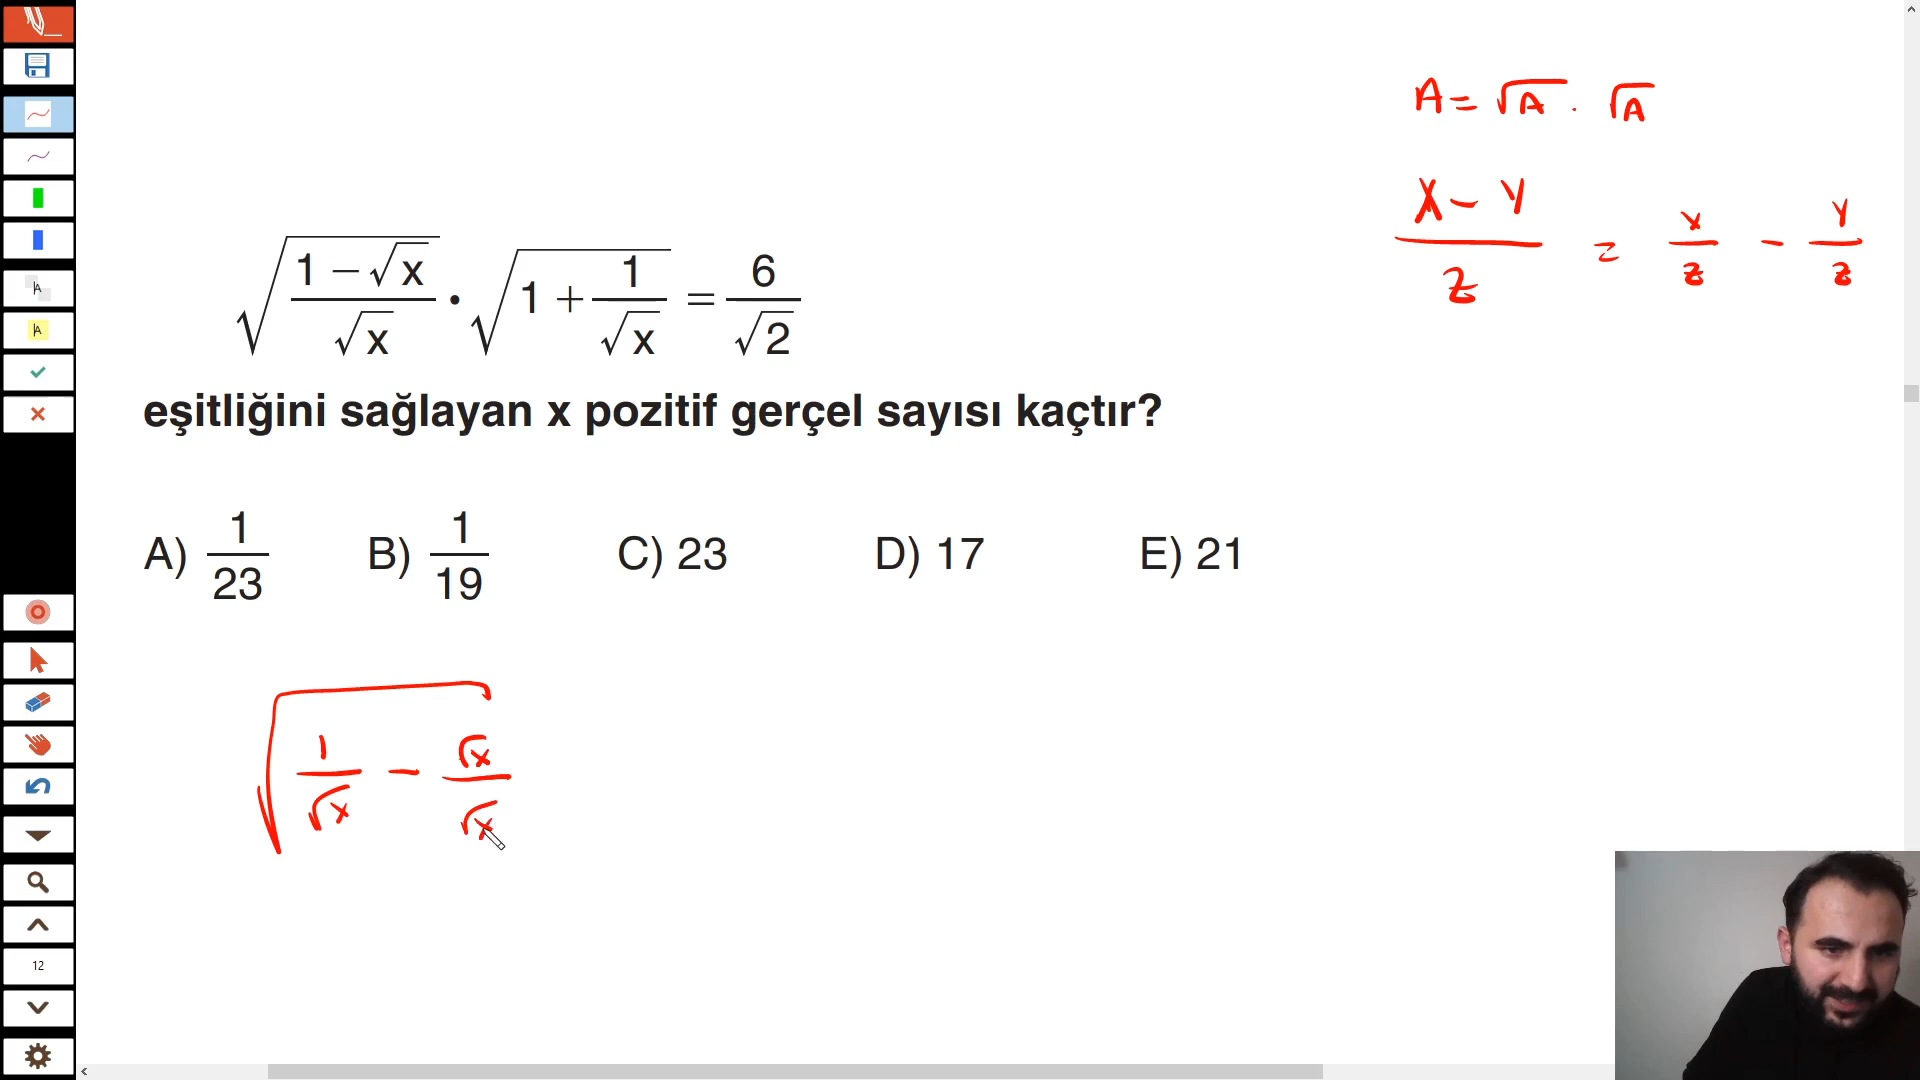 A = √A . √A
(X - Y)/Z = X/Z - Y/Z
√((1 − √x)/√x) • √(1 + 1/√x) = 6/√2
eşitliğini sağlayan x pozitif gerçel sayısı kaçtır?
A) 1/23 B) 1/19 C) 23 D) 17 E) 21
√(1/√x - √x/√x)
12